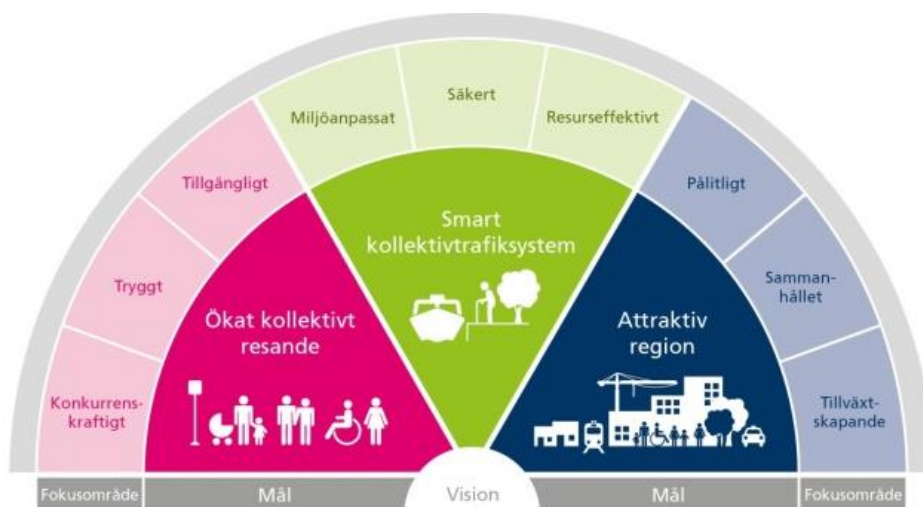 Konkurrens-
kraftigt
Tryggt
Tillgängligt
Miljöanpassat
Säkert
Resurseffektivt
Pålitligt
Samman-
hållet
Tillväxt-
skapande
Ökat kollektivt
resande
Smart
kollektivtrafiksystem
Attraktiv
region
Fokusområde
Mål
Vision
Mål
Fokusområde